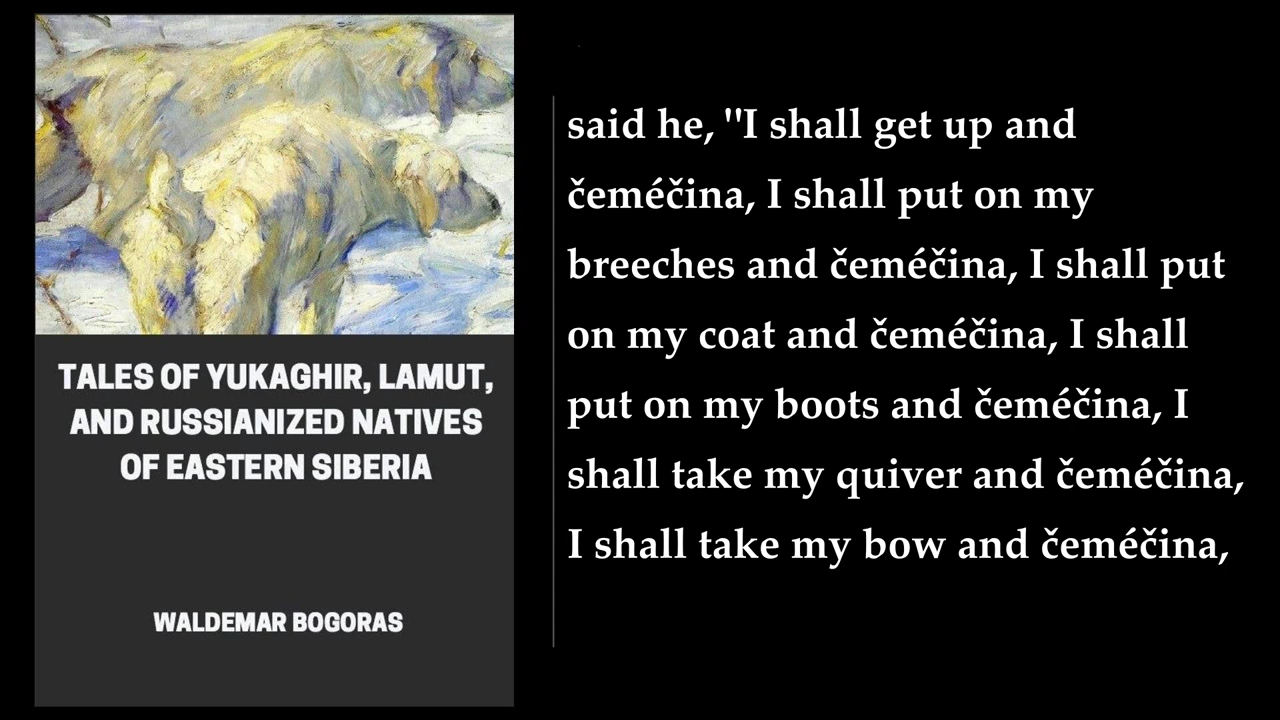 TALES OF YUKAGHIR, LAMUT,
AND RUSSIANIZED NATIVES
OF EASTERN SIBERIA
WALDEMAR BOGORAS
said he, "I shall get up and
čeméčina, I shall put on my
breeches and čeméčina, I shall put
on my coat and čeméčina, I shall
put on my boots and čeméčina, I
shall take my quiver and čeméčina,
I shall take my bow and čeméčina,